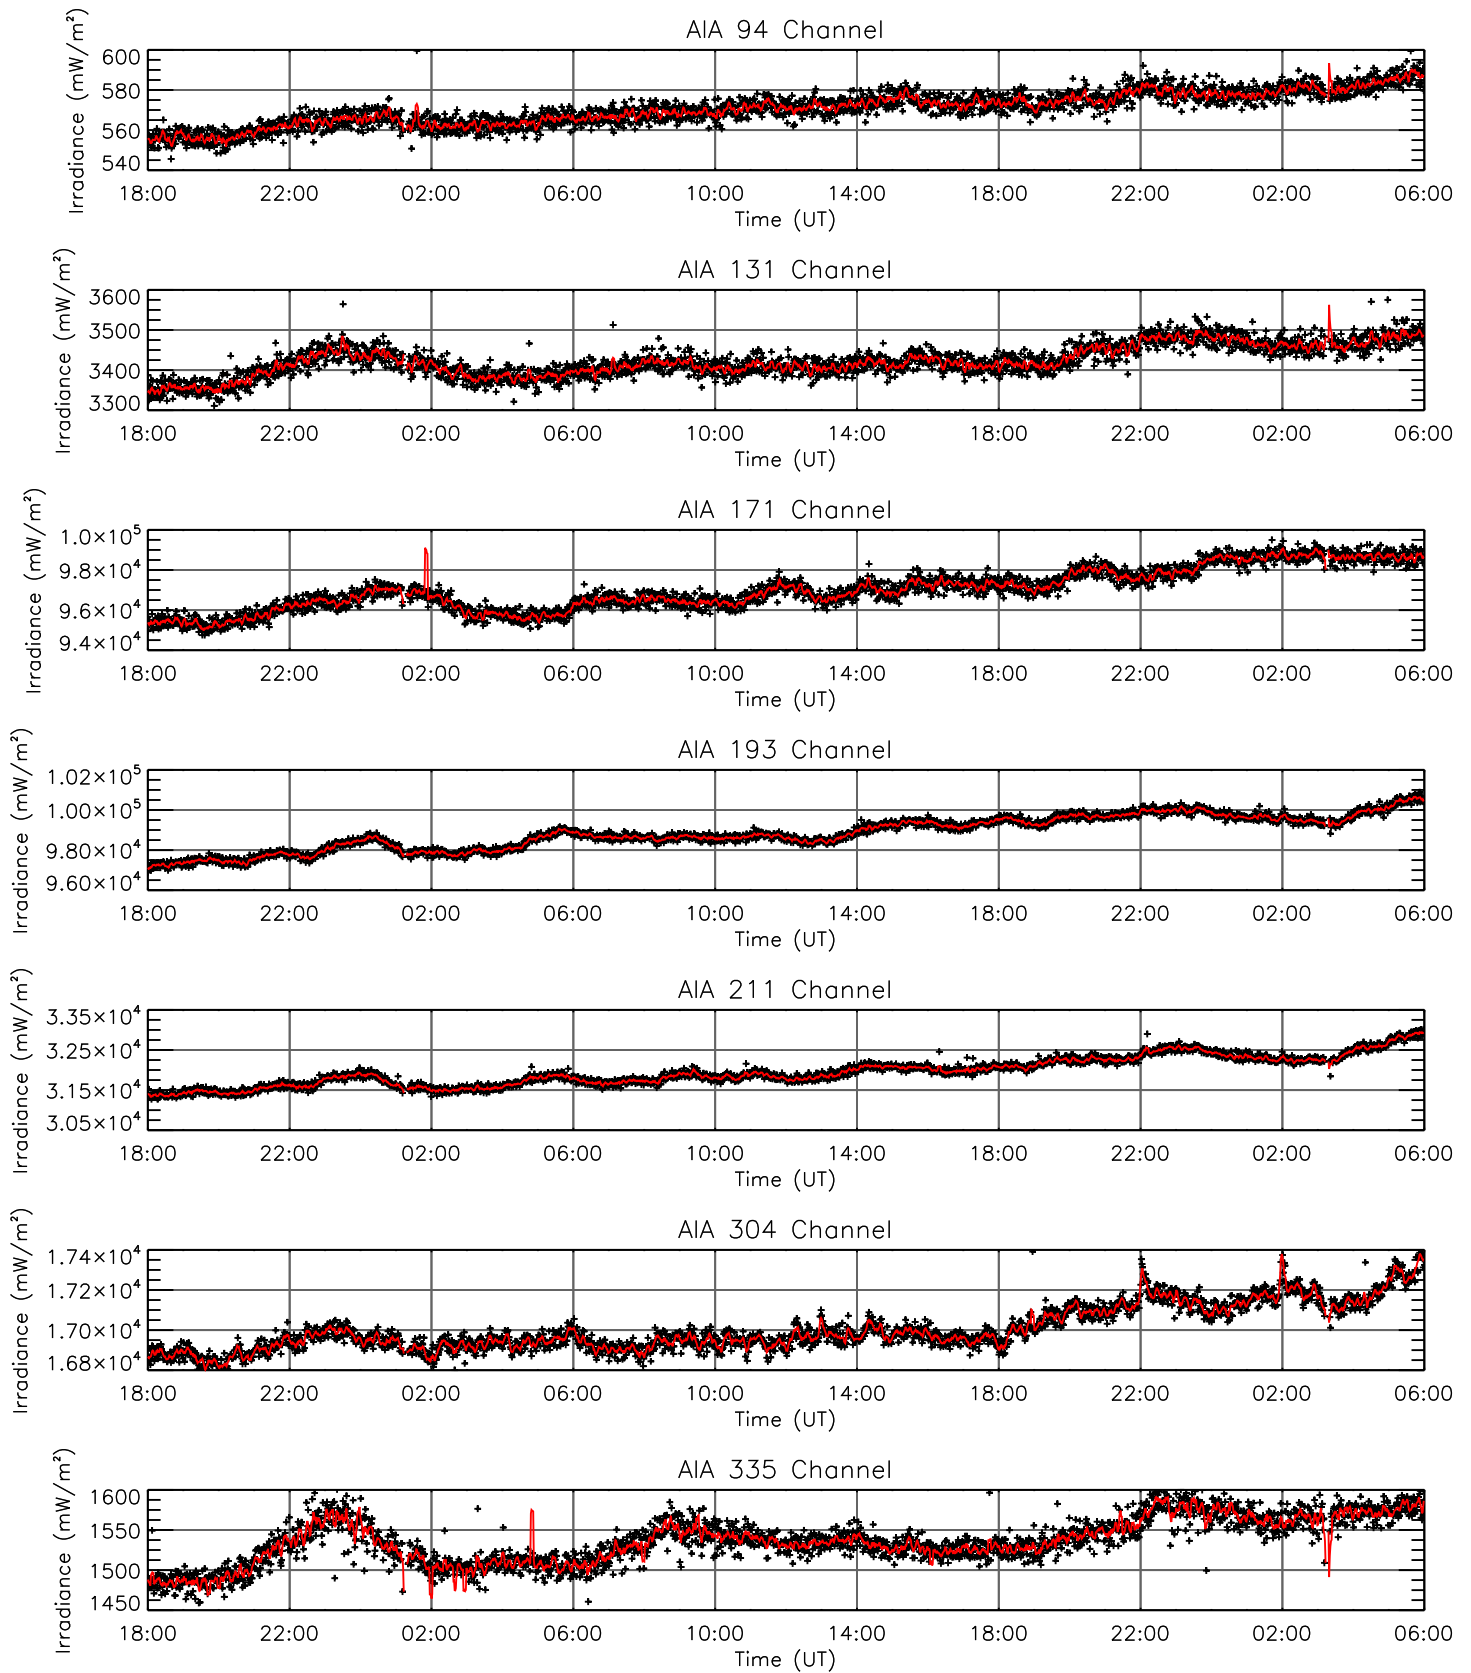 AIA 94 Channel
Irradiance (mW/m²)
600
580
560
540
18:00 22:00 02:00 06:00 10:00 14:00 18:00 22:00 02:00 06:00
Time (UT)
AIA 131 Channel
Irradiance (mW/m²)
3600
3500
3400
3300
18:00 22:00 02:00 06:00 10:00 14:00 18:00 22:00 02:00 06:00
Time (UT)
AIA 171 Channel
Irradiance (mW/m²)
1.0×10⁵
9.8×10⁴
9.6×10⁴
9.4×10⁴
18:00 22:00 02:00 06:00 10:00 14:00 18:00 22:00 02:00 06:00
Time (UT)
AIA 193 Channel
Irradiance (mW/m²)
1.02×10⁵
1.00×10⁵
9.80×10⁴
9.60×10⁴
18:00 22:00 02:00 06:00 10:00 14:00 18:00 22:00 02:00 06:00
Time (UT)
AIA 211 Channel
Irradiance (mW/m²)
3.35×10⁴
3.25×10⁴
3.15×10⁴
3.05×10⁴
18:00 22:00 02:00 06:00 10:00 14:00 18:00 22:00 02:00 06:00
Time (UT)
AIA 304 Channel
Irradiance (mW/m²)
1.74×10⁴
1.72×10⁴
1.70×10⁴
1.68×10⁴
18:00 22:00 02:00 06:00 10:00 14:00 18:00 22:00 02:00 06:00
Time (UT)
AIA 335 Channel
Irradiance (mW/m²)
1600
1550
1500
1450
18:00 22:00 02:00 06:00 10:00 14:00 18:00 22:00 02:00 06:00
Time (UT)